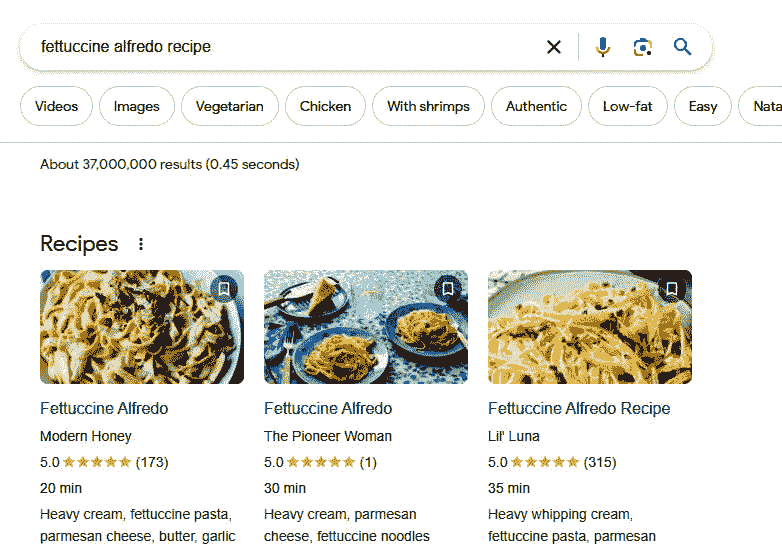 fettuccine alfredo recipe
Videos Images Vegetarian Chicken With shrimps Authentic Low-fat Easy Nata
About 37,000,000 results (0.45 seconds)
Recipes
Fettuccine Alfredo
Modern Honey
5.0 (173)
20 min
Heavy cream, fettuccine pasta,
parmesan cheese, butter, garlic
Fettuccine Alfredo
The Pioneer Woman
5.0 (1)
30 min
Heavy cream, parmesan
cheese, fettuccine noodles
Fettuccine Alfredo Recipe
Lil' Luna
5.0 (315)
35 min
Heavy whipping cream,
fettuccine pasta, parmesan